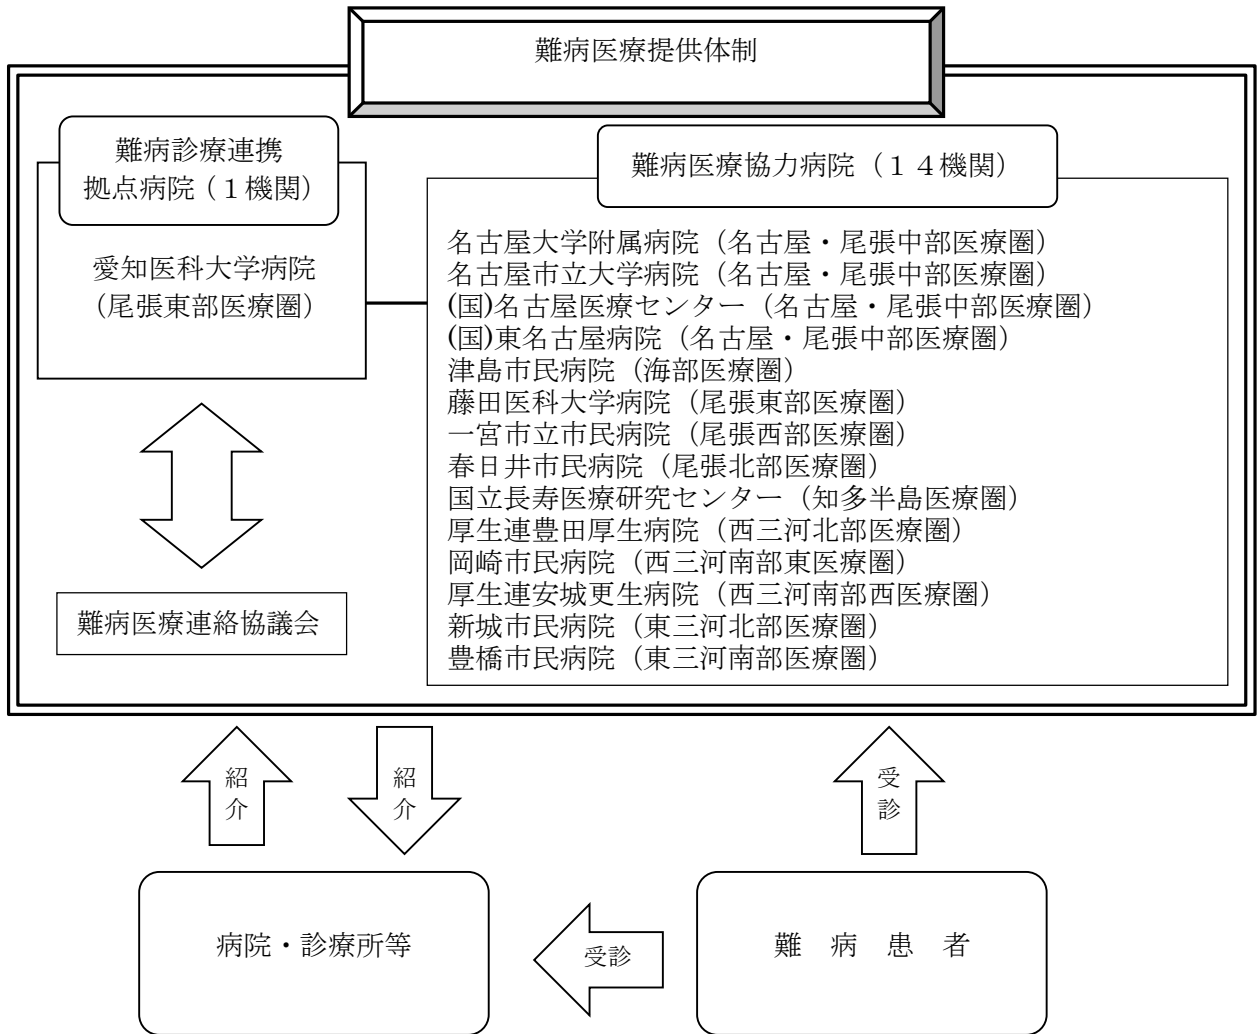 難病医療提供体制
難病診療連携
拠点病院（１機関）
愛知医科大学病院
（尾張東部医療圏）
難病医療連絡協議会
難病医療協力病院（１４機関）
名古屋大学附属病院（名古屋・尾張中部医療圏）
名古屋市立大学病院（名古屋・尾張中部医療圏）
(国)名古屋医療センター（名古屋・尾張中部医療圏）
(国)東名古屋病院（名古屋・尾張中部医療圏）
津島市民病院（海部医療圏）
藤田医科大学病院（尾張東部医療圏）
一宮市立市民病院（尾張西部医療圏）
春日井市民病院（尾張北部医療圏）
国立長寿医療研究センター（知多半島医療圏）
厚生連豊田厚生病院（西三河北部医療圏）
岡崎市民病院（西三河南部東医療圏）
厚生連安城更生病院（西三河南部西医療圏）
新城市民病院（東三河北部医療圏）
豊橋市民病院（東三河南部医療圏）
紹介
紹介
受診
病院・診療所等
受診
難　病　患　者